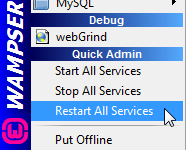 MySQL
Debug
webGrind
Quick Admin
Start All Services
Stop All Services
Restart All Services
Put Offline
WAMPSER